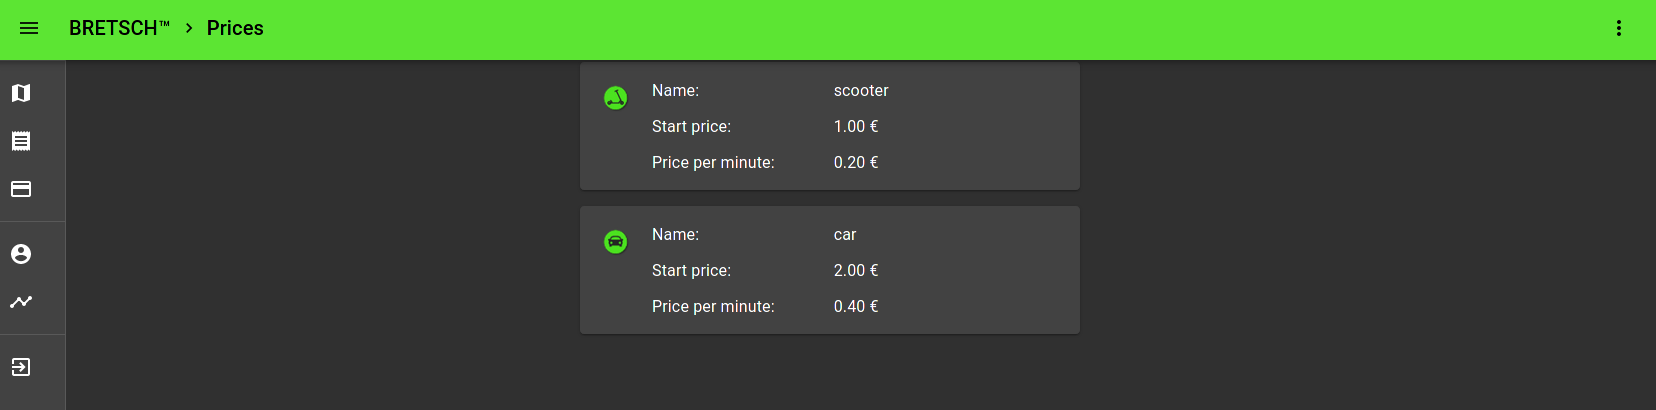 BRETSCH™ > Prices
Name: scooter
Start price: 1.00 €
Price per minute: 0.20 €
Name: car
Start price: 2.00 €
Price per minute: 0.40 €